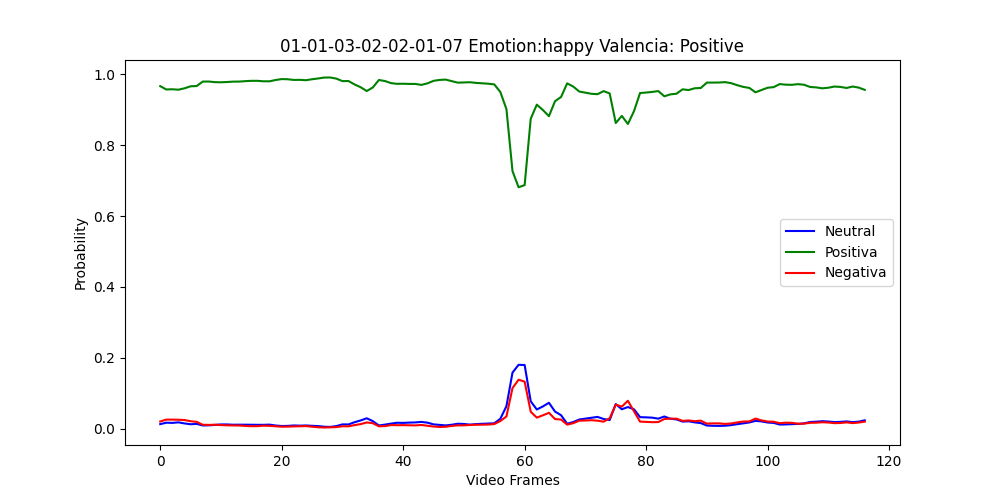 01-01-03-02-02-01-07 Emotion:happy Valencia: Positive
1.0
0.8
0.6
0.4
0.2
0.0
Probability
Neutral
Positiva
Negativa
0 20 40 60 80 100 120
Video Frames